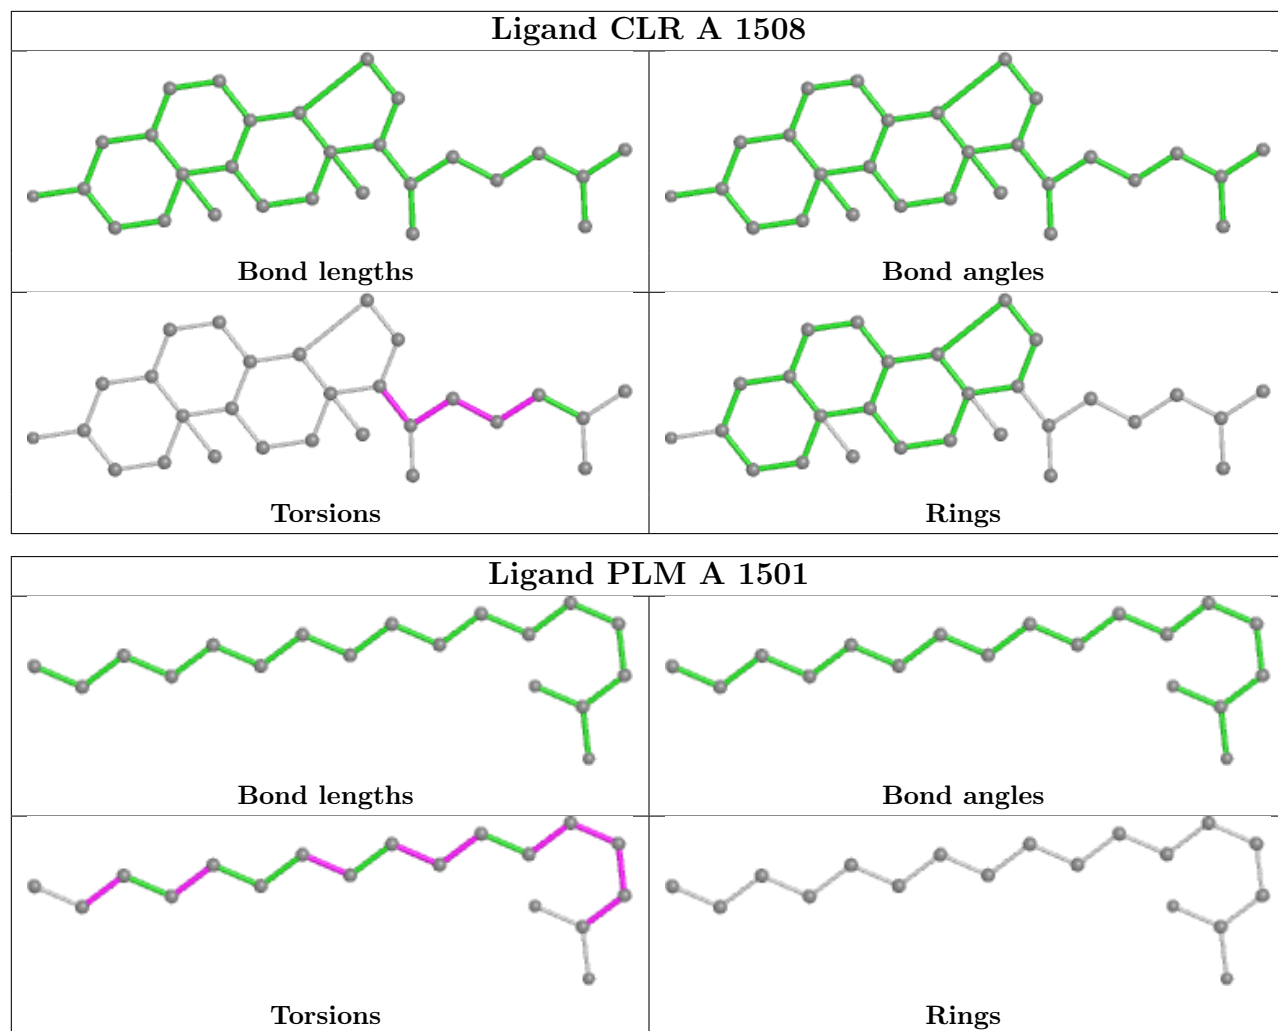 Ligand CLR A 1508
Bond lengths
Bond angles
Torsions
Rings
Ligand PLM A 1501
Bond lengths
Bond angles
Torsions
Rings